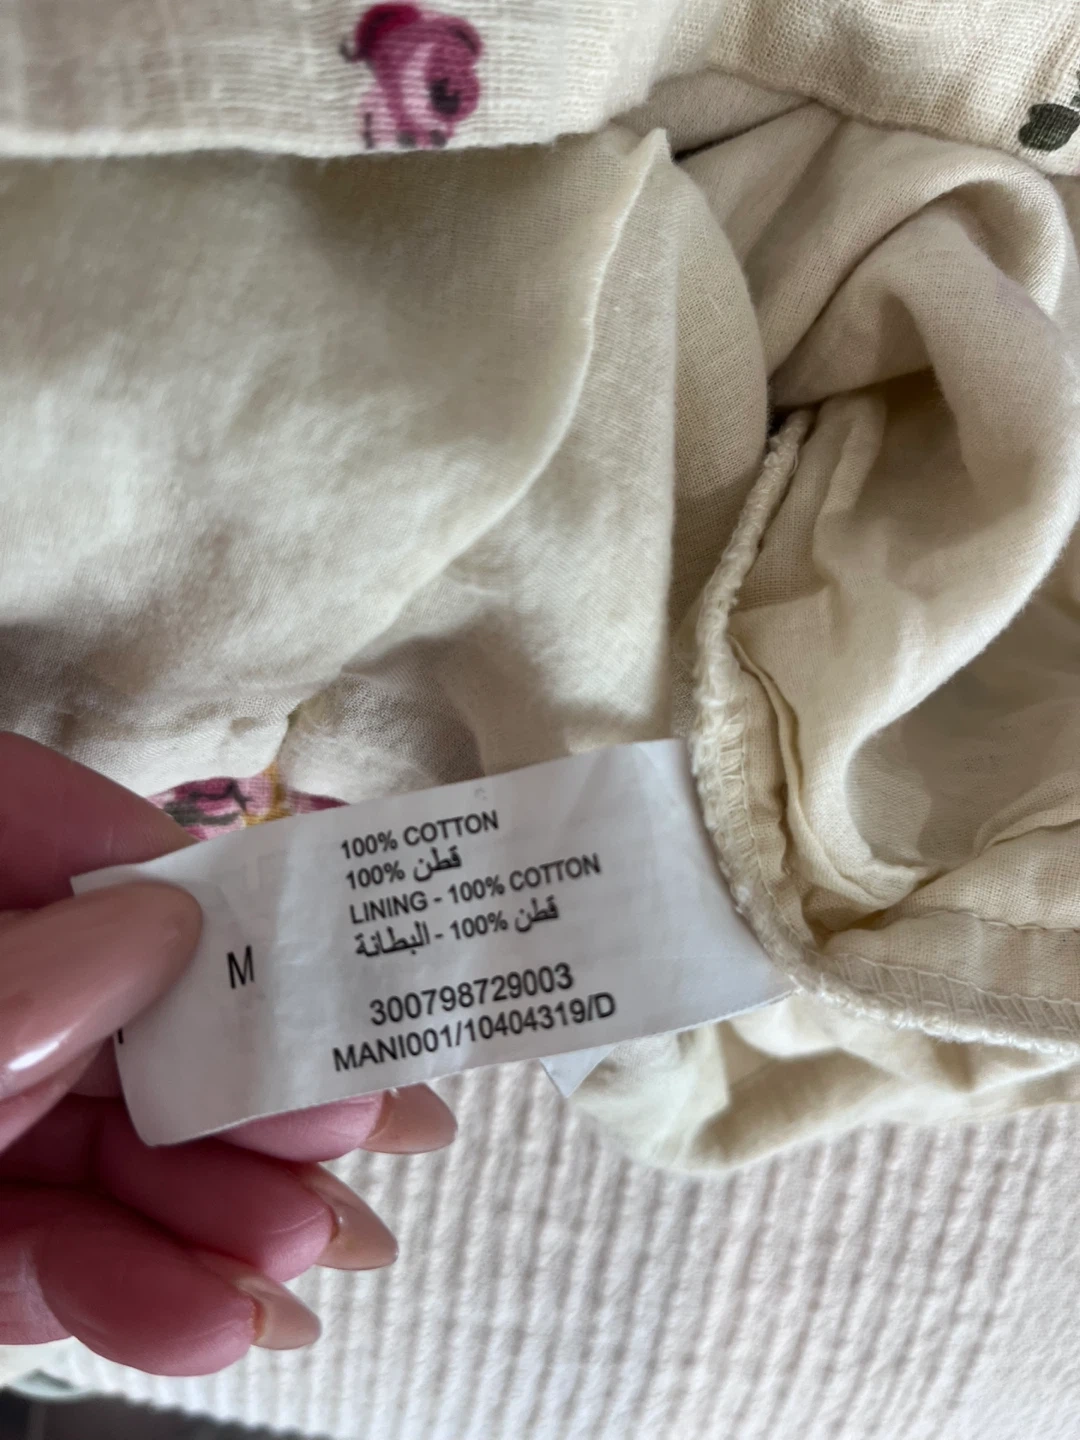 100% COTTON
100% قطن
LINING - 100% COTTON
البطانة - 100% قطن
M
300798729003
MANI001/10404319/D